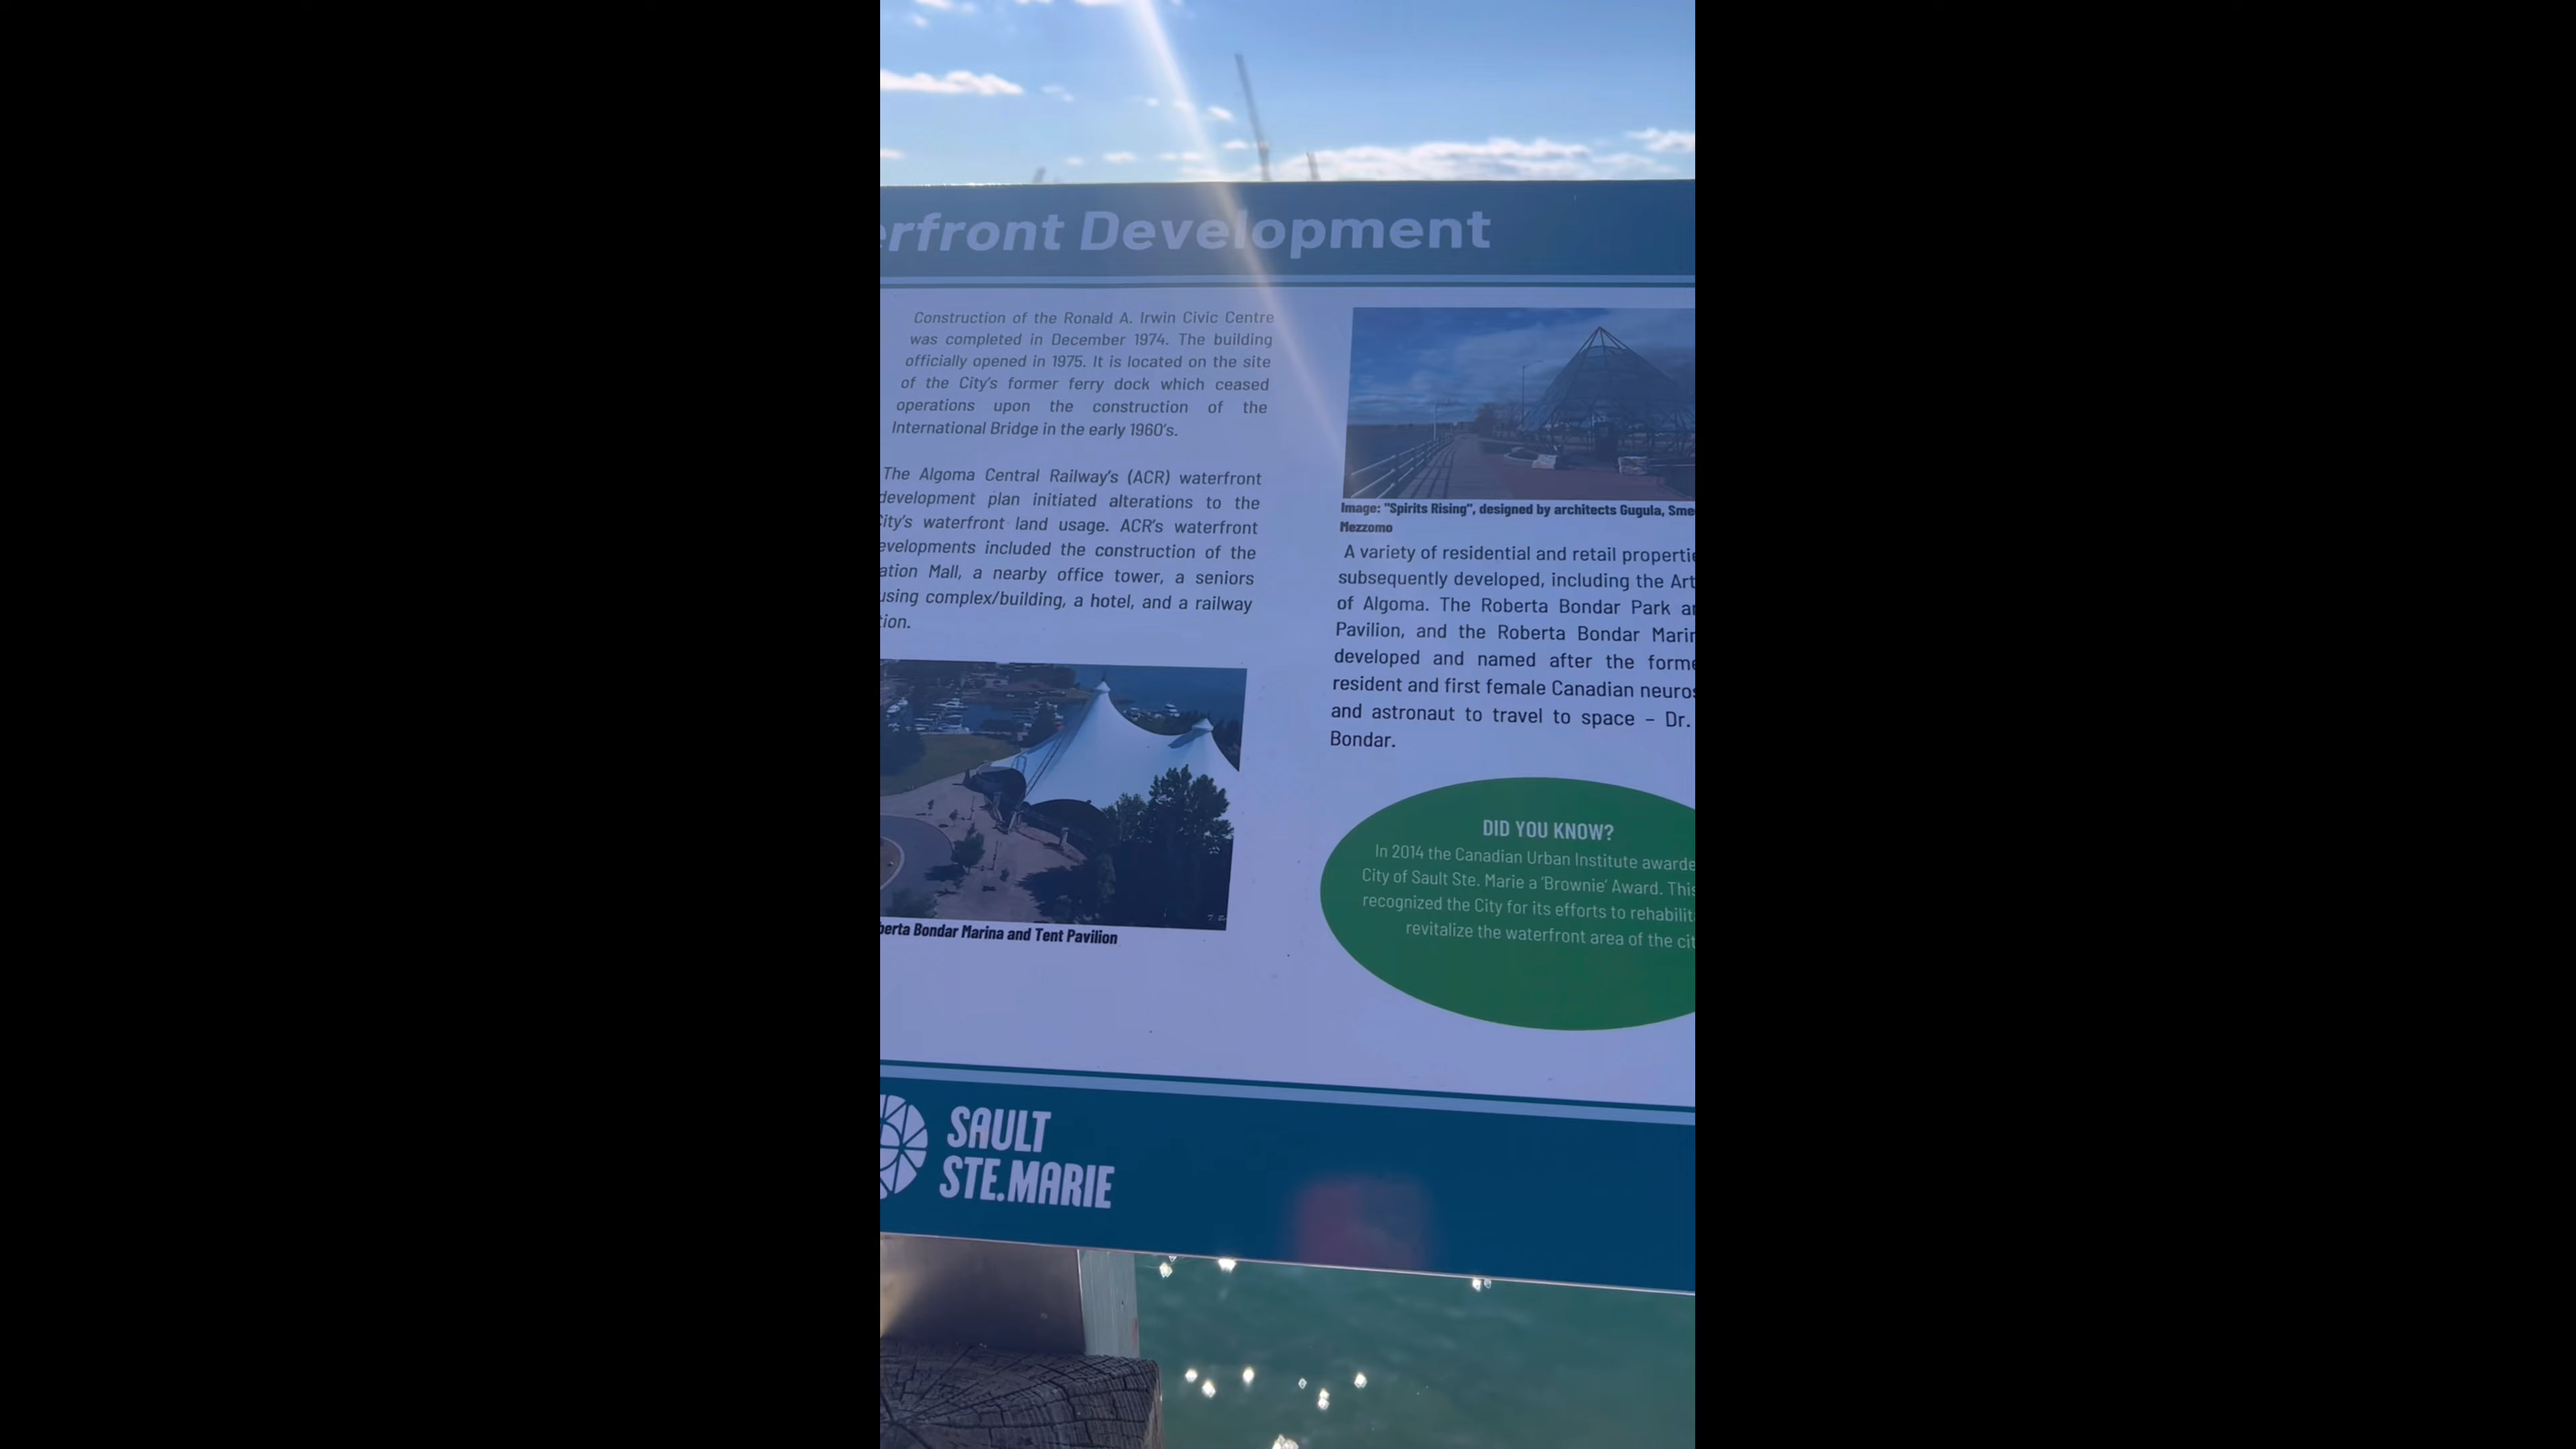 erfront Development
Construction of the Ronald A. Irwin Civic Centre
was completed in December 1974. The building
officially opened in 1975. It is located on the site
of the City's former ferry dock which ceased
operations upon the construction of the
International Bridge in the early 1960's.
The Algoma Central Railway's (ACR) waterfront
development plan initiated alterations to the
City's waterfront land usage. ACR's waterfront
evelopments included the construction of the
ation Mall, a nearby office tower, a seniors
using complex/building, a hotel, and a railway
tion.
berta Bondar Marina and Tent Pavilion
Image: "Spirits Rising", designed by architects Gugula, Sme
Mezzomo
A variety of residential and retail properti
subsequently developed, including the Art
of Algoma. The Roberta Bondar Park a
Pavilion, and the Roberta Bondar Marin
developed and named after the forme
resident and first female Canadian neuros
and astronaut to travel to space – Dr.
Bondar.
DID YOU KNOW?
In 2014 the Canadian Urban Institute awarde
City of Sault Ste. Marie a 'Brownie' Award. This
recognized the City for its efforts to rehabilit
revitalize the waterfront area of the cit
SAULT
STE.MARIE